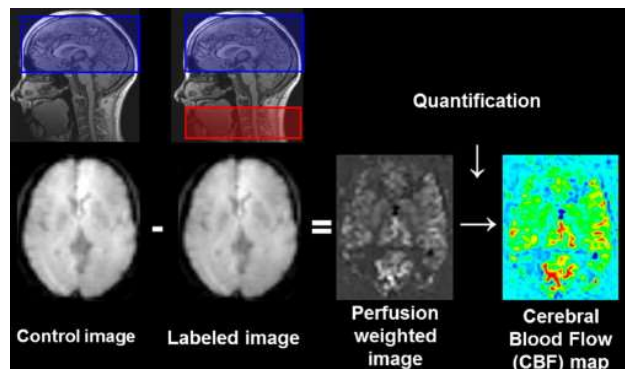 Quantification
Control image
Labeled image
Perfusion
weighted
image
Cerebral
Blood Flow
(CBF) map